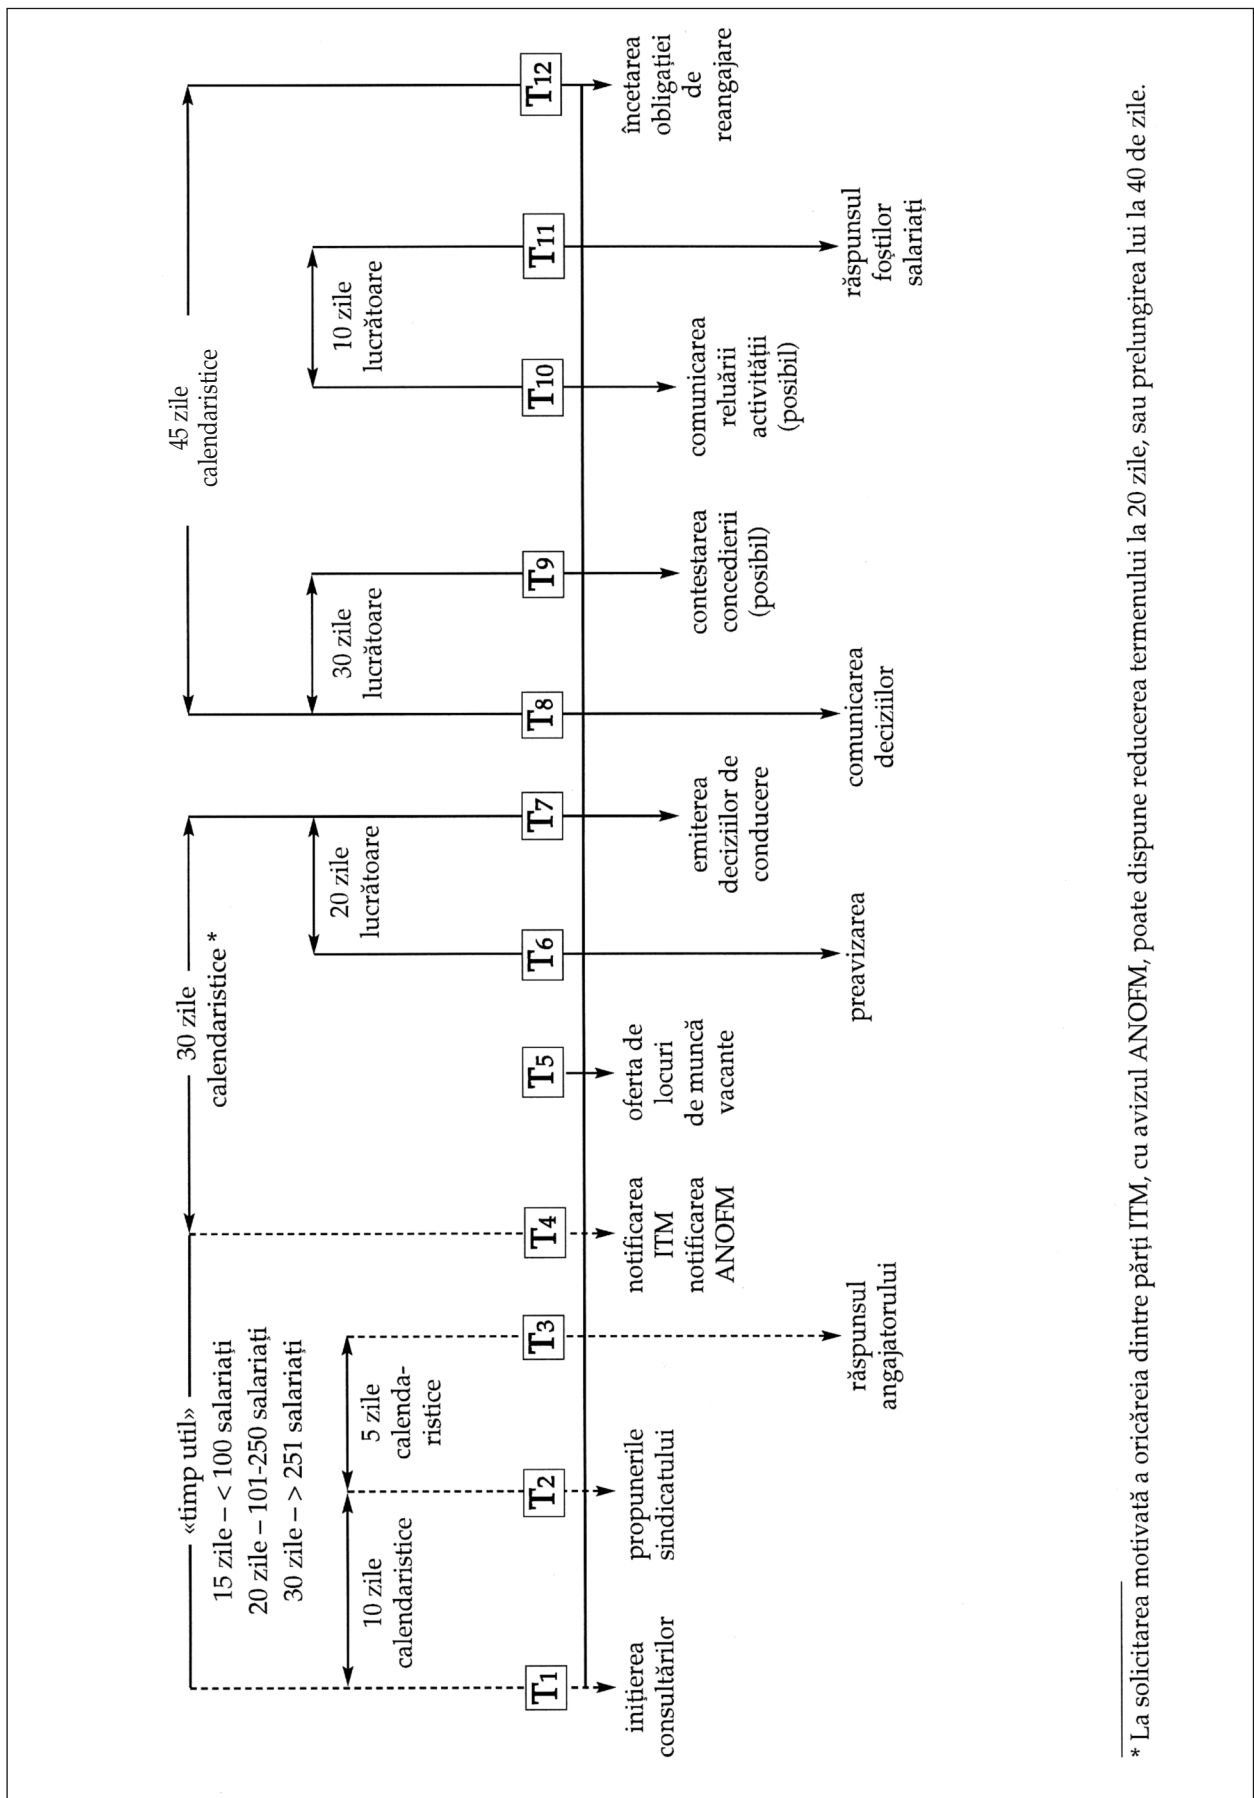 «timp util»
15 zile – < 100 salariați
20 zile – 101-250 salariați
30 zile – > 251 salariați
30 zile
calendaristice *
45 zile
calendaristice
10 zile
calendaristice
5 zile
calenda-
ristice
20 zile
lucrătoare
30 zile
lucrătoare
10 zile
lucrătoare
T1
T2
T3
T4
T5
T6
T7
T8
T9
T10
T11
T12
inițierea
consultărilor
propunerile
sindicatului
răspunsul
angajatorului
notificarea
ITM
notificarea
ANOFM
oferta de
locuri
de muncă
vacante
preavizarea
emiterea
deciziilor de
conducere
comunicarea
deciziilor
contestarea
concedierii
(posibil)
comunicarea
reluării
activității
(posibil)
răspunsul
foștilor
salariați
încetarea
obligației
de
reangajare
* La solicitarea motivată a oricăreia dintre părți ITM, cu avizul ANOFM, poate dispune reducerea termenului la 20 zile, sau prelungirea lui la 40 de zile.